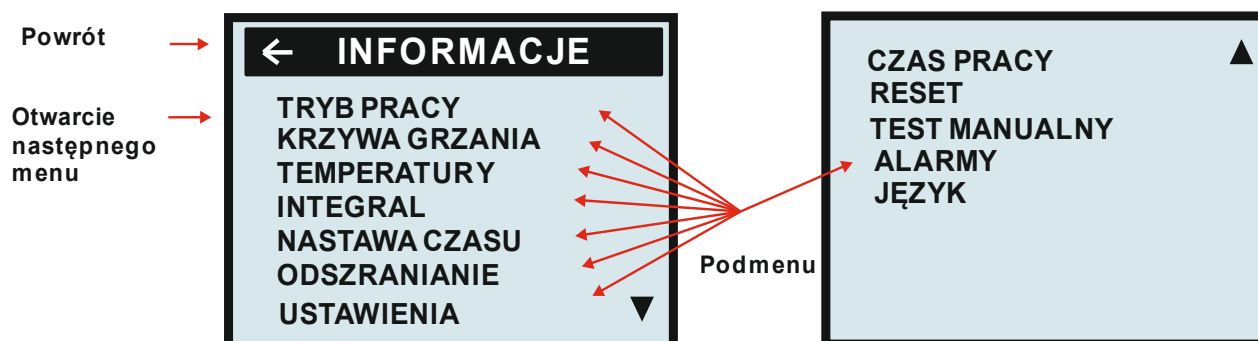 Powrót
Otwarcie
następnego
menu
← INFORMACJE
TRYB PRACY
KRZYWA GRZANIA
TEMPERATURY
INTEGRAL
NASTAWA CZASU
ODSZRANIANIE
USTAWIENIA
Podmenu
CZAS PRACY
RESET
TEST MANUALNY
ALARMY
JĘZYK